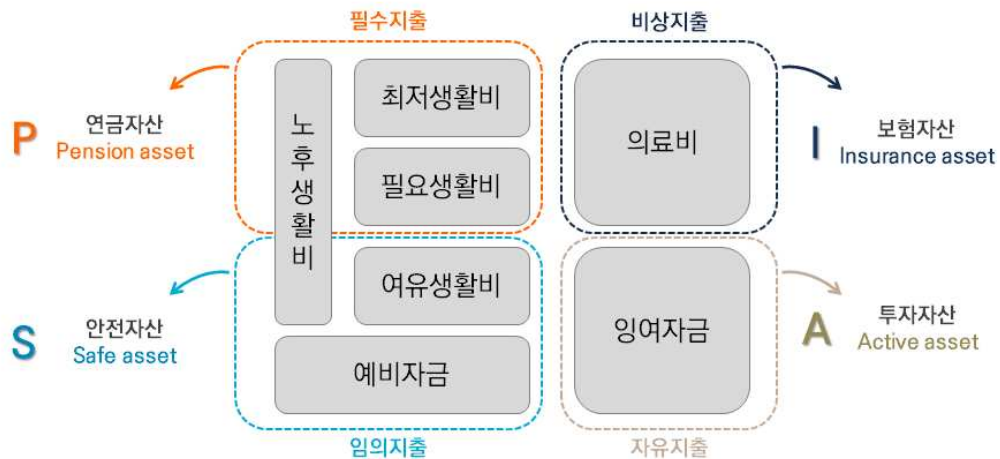 필수지출
비상지출
P
연금자산
Pension asset
노후생활비
최저생활비
필요생활비
의료비
I
보험자산
Insurance asset
S
안전자산
Safe asset
여유생활비
예비자금
잉여자금
A
투자자산
Active asset
임의지출
자유지출